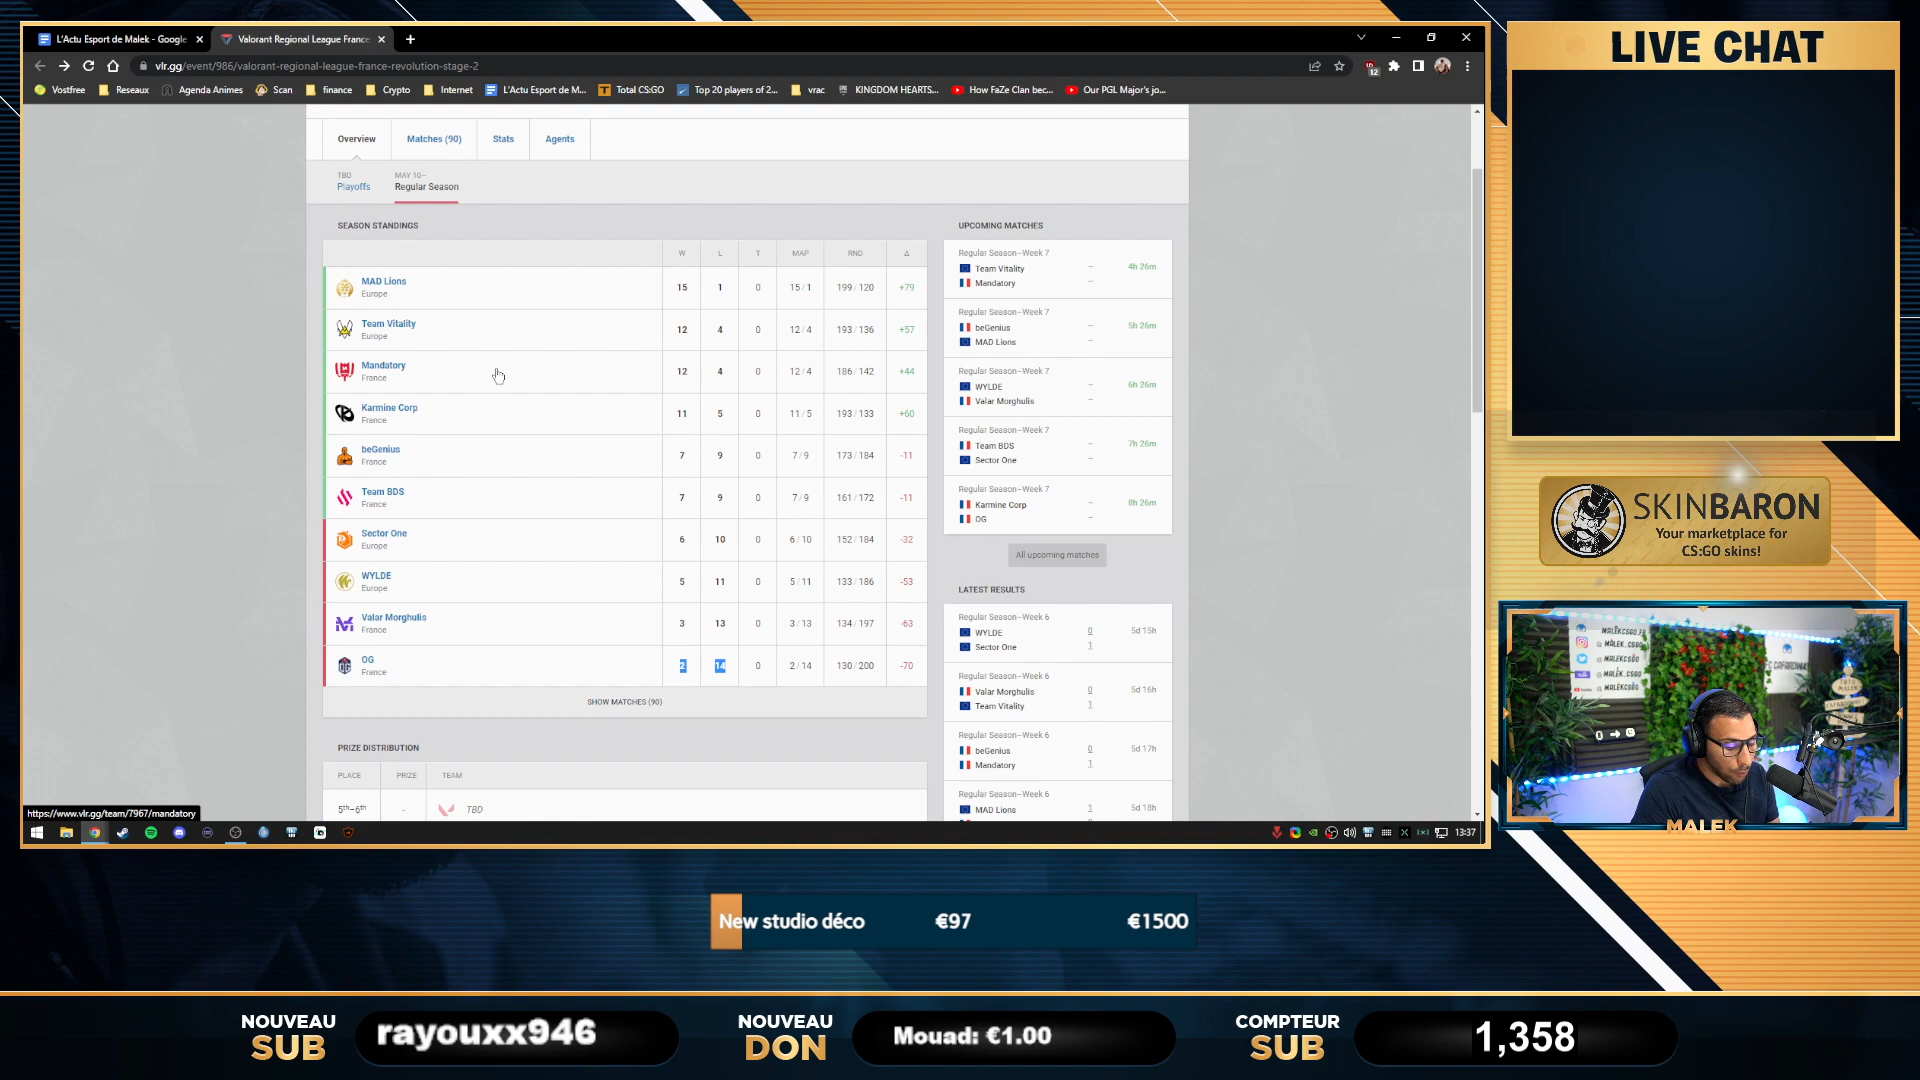 L'Actu Esport de Malek - Google
Valorant Regional League France
vlr.gg/event/986/valorant-regional-league-france-revolution-stage-2
12
Vostfree
Reseaux
Agenda Animes
Scan
finance
Crypto
Internet
L'Actu Esport de M...
Total CS:GO
Top 20 players of 2...
vrac
KINGDOM HEARTS...
How FaZe Clan bec...
Our PGL Major's jo...
Overview
Matches (90)
Stats
Agents
TBD
Playoffs
MAY 10–
Regular Season
SEASON STANDINGS
W L T MAP RND Δ
MAD Lions
Europe
15 1 0 15/1 199/120 +79
Team Vitality
Europe
12 4 0 12/4 193/136 +57
Mandatory
France
12 4 0 12/4 186/142 +44
Karmine Corp
France
11 5 0 11/5 193/133 +60
beGenius
France
7 9 0 7/9 173/184 -11
Team BDS
France
7 9 0 7/9 161/172 -11
Sector One
Europe
6 10 0 6/10 152/184 -32
WYLDE
Europe
5 11 0 5/11 133/186 -53
Valar Morghulis
France
3 13 0 3/13 134/197 -63
OG
France
2 14 0 2/14 130/200 -70
SHOW MATCHES (90)
PRIZE DISTRIBUTION
PLACE PRIZE TEAM
5th–6th - TBD
UPCOMING MATCHES
Regular Season–Week 7
Team Vitality –
4h 26m
Mandatory –
Regular Season–Week 7
beGenius –
5h 26m
MAD Lions –
Regular Season–Week 7
WYLDE –
6h 26m
Valar Morghulis –
Regular Season–Week 7
Team BDS –
7h 26m
Sector One –
Regular Season–Week 7
Karmine Corp –
8h 26m
OG –
All upcoming matches
LATEST RESULTS
Regular Season–Week 6
WYLDE 0 5d 15h
Sector One 1
Regular Season–Week 6
Valar Morghulis 0 5d 16h
Team Vitality 1
Regular Season–Week 6
beGenius 0 5d 17h
Mandatory 1
Regular Season–Week 6
MAD Lions 1 5d 18h
https://www.vlr.gg/team/7967/mandatory
13:37
LIVE CHAT
SKINBARON
Your marketplace for
CS:GO skins!
MALEKCSGO.FR
@ MALEK_CSGO
@ MALEK_CSGO
@ MALEK_CSGO
@ MALEKCSGO
MALEK
New studio déco €97 €1500
NOUVEAU
SUB
rayouxx946
NOUVEAU
DON
Mouad: €1.00
COMPTEUR
SUB
1,358